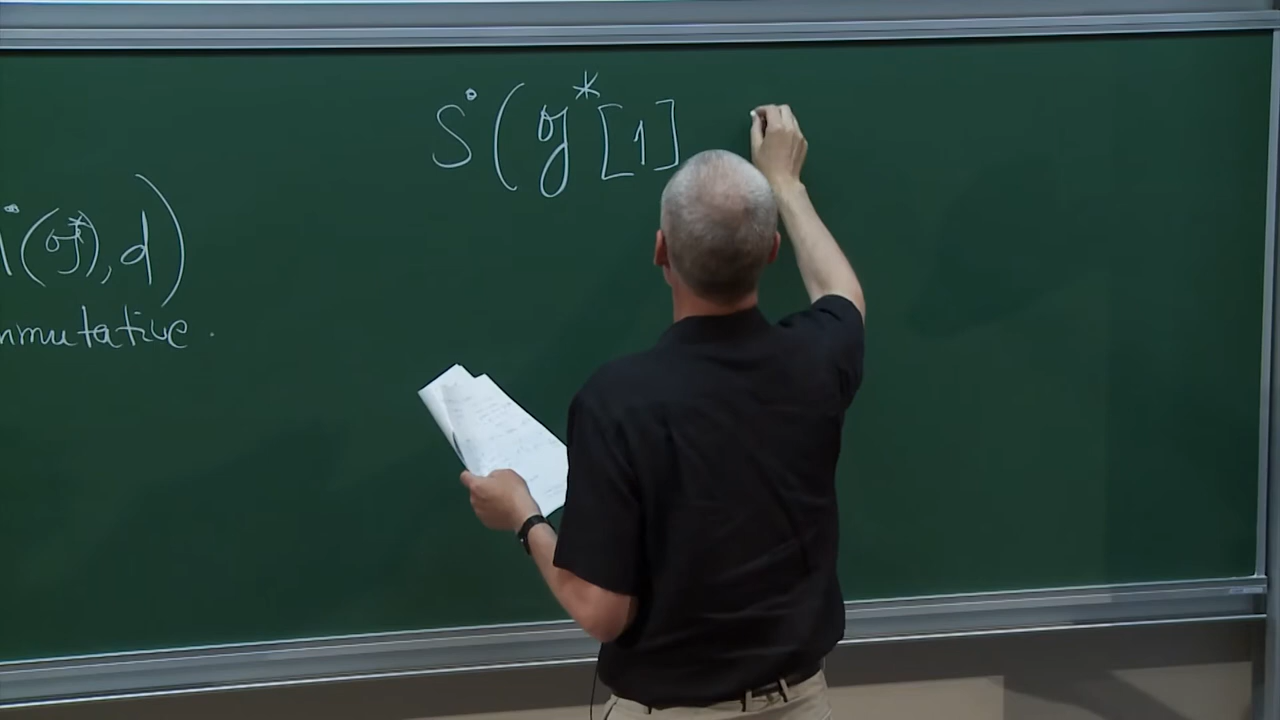 S^•(𝔤^*[1]
(𝔤^*), d)
mmutative.